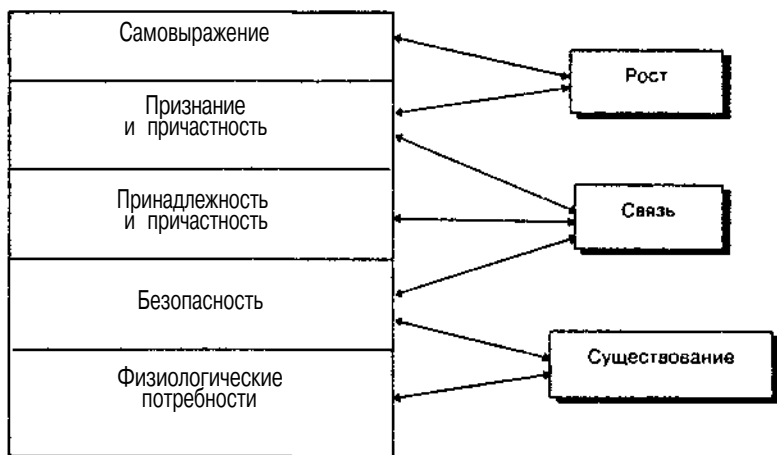 Самовыражение
Признание
и причастность
Принадлежность
и причастность
Безопасность
Физиологические
потребности
Рост
Связь
Существование